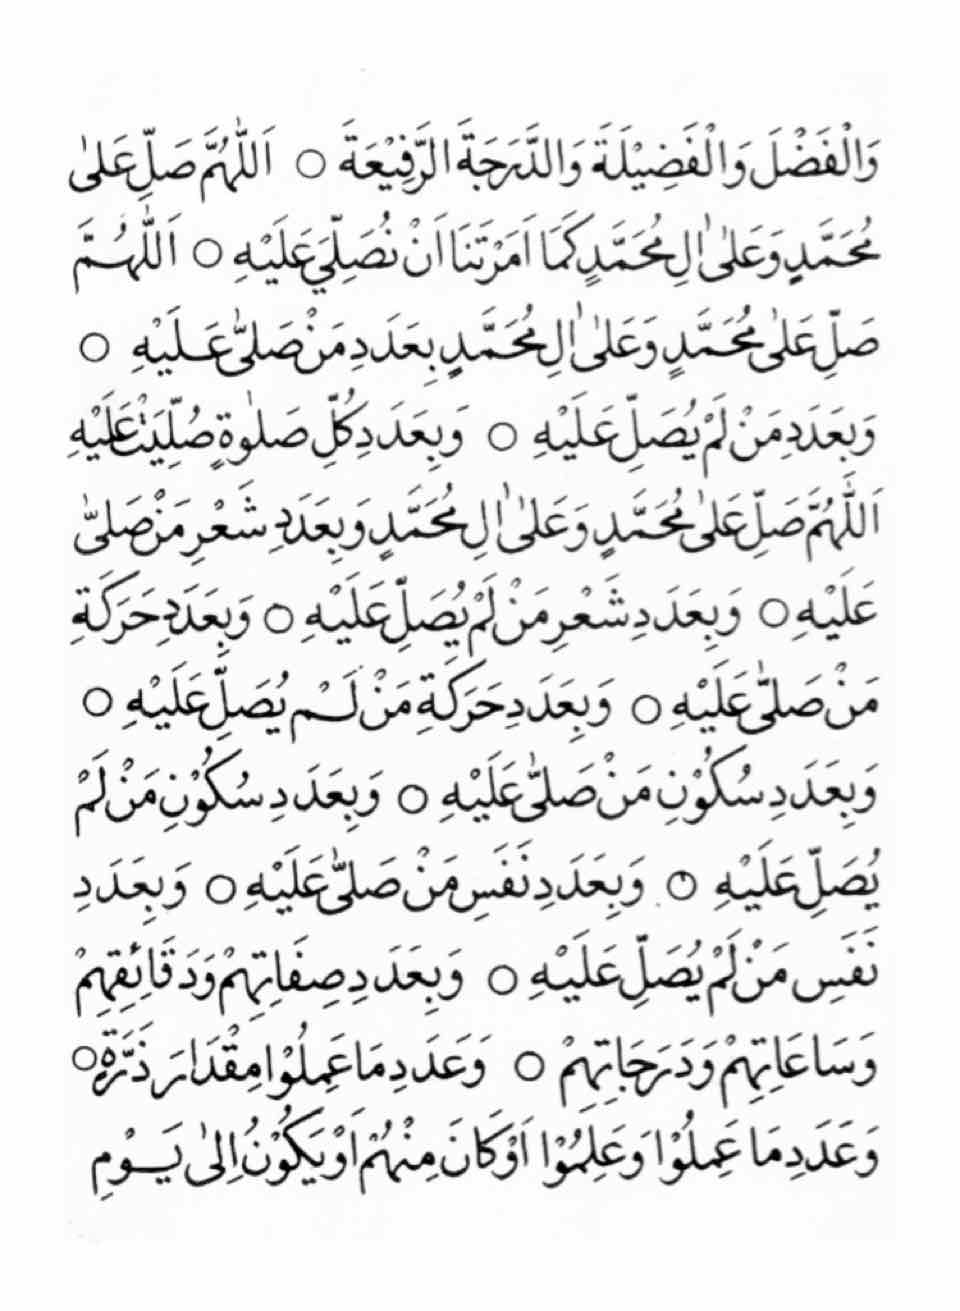 وَالْفَضْلَ وَالْفَضِيْلَةَ وَالدَّرَجَةَ الرَّفِيْعَةَ ○ اَللّٰهُمَّ صَلِّ عَلٰى
مُحَمَّدٍ وَعَلٰى اٰلِ مُحَمَّدٍ كَمَا اَمَرْتَنَا اَنْ نُصَلِّيَ عَلَيْهِ ○ اَللّٰهُمَّ
صَلِّ عَلٰى مُحَمَّدٍ وَعَلٰى اٰلِ مُحَمَّدٍ بِعَدَدِ مَنْ صَلّٰى عَلَيْهِ ○
وَبِعَدَدِ مَنْ لَمْ يُصَلِّ عَلَيْهِ ○ وَبِعَدَدِ كُلِّ صَلٰوةٍ صُلِّيَتْ عَلَيْهِ
اَللّٰهُمَّ صَلِّ عَلٰى مُحَمَّدٍ وَعَلٰى اٰلِ مُحَمَّدٍ وَبِعَدَدِ شَعْرِ مَنْ صَلّٰى
عَلَيْهِ ○ وَبِعَدَدِ شَعْرِ مَنْ لَمْ يُصَلِّ عَلَيْهِ ○ وَبِعَدَدِ حَرَكَةِ
مَنْ صَلّٰى عَلَيْهِ ○ وَبِعَدَدِ حَرَكَةِ مَنْ لَمْ يُصَلِّ عَلَيْهِ ○
وَبِعَدَدِ سُكُوْنِ مَنْ صَلّٰى عَلَيْهِ ○ وَبِعَدَدِ سُكُوْنِ مَنْ لَمْ
يُصَلِّ عَلَيْهِ ○ وَبِعَدَدِ نَفَسِ مَنْ صَلّٰى عَلَيْهِ ○ وَبِعَدَدِ
نَفَسِ مَنْ لَمْ يُصَلِّ عَلَيْهِ ○ وَبِعَدَدِ صِفَاتِهِمْ وَدَقَائِقِهِمْ
وَسَاعَاتِهِمْ وَدَرَجَاتِهِمْ ○ وَعَدَدِ مَا عَمِلُوْا مِقْدَارَ ذَرَّةٍ ○
وَعَدَدِ مَا عَمِلُوْا وَعَلِمُوْا اَوْ كَانَ مِنْهُمْ اَوْ يَكُوْنُ اِلٰى يَوْمِ